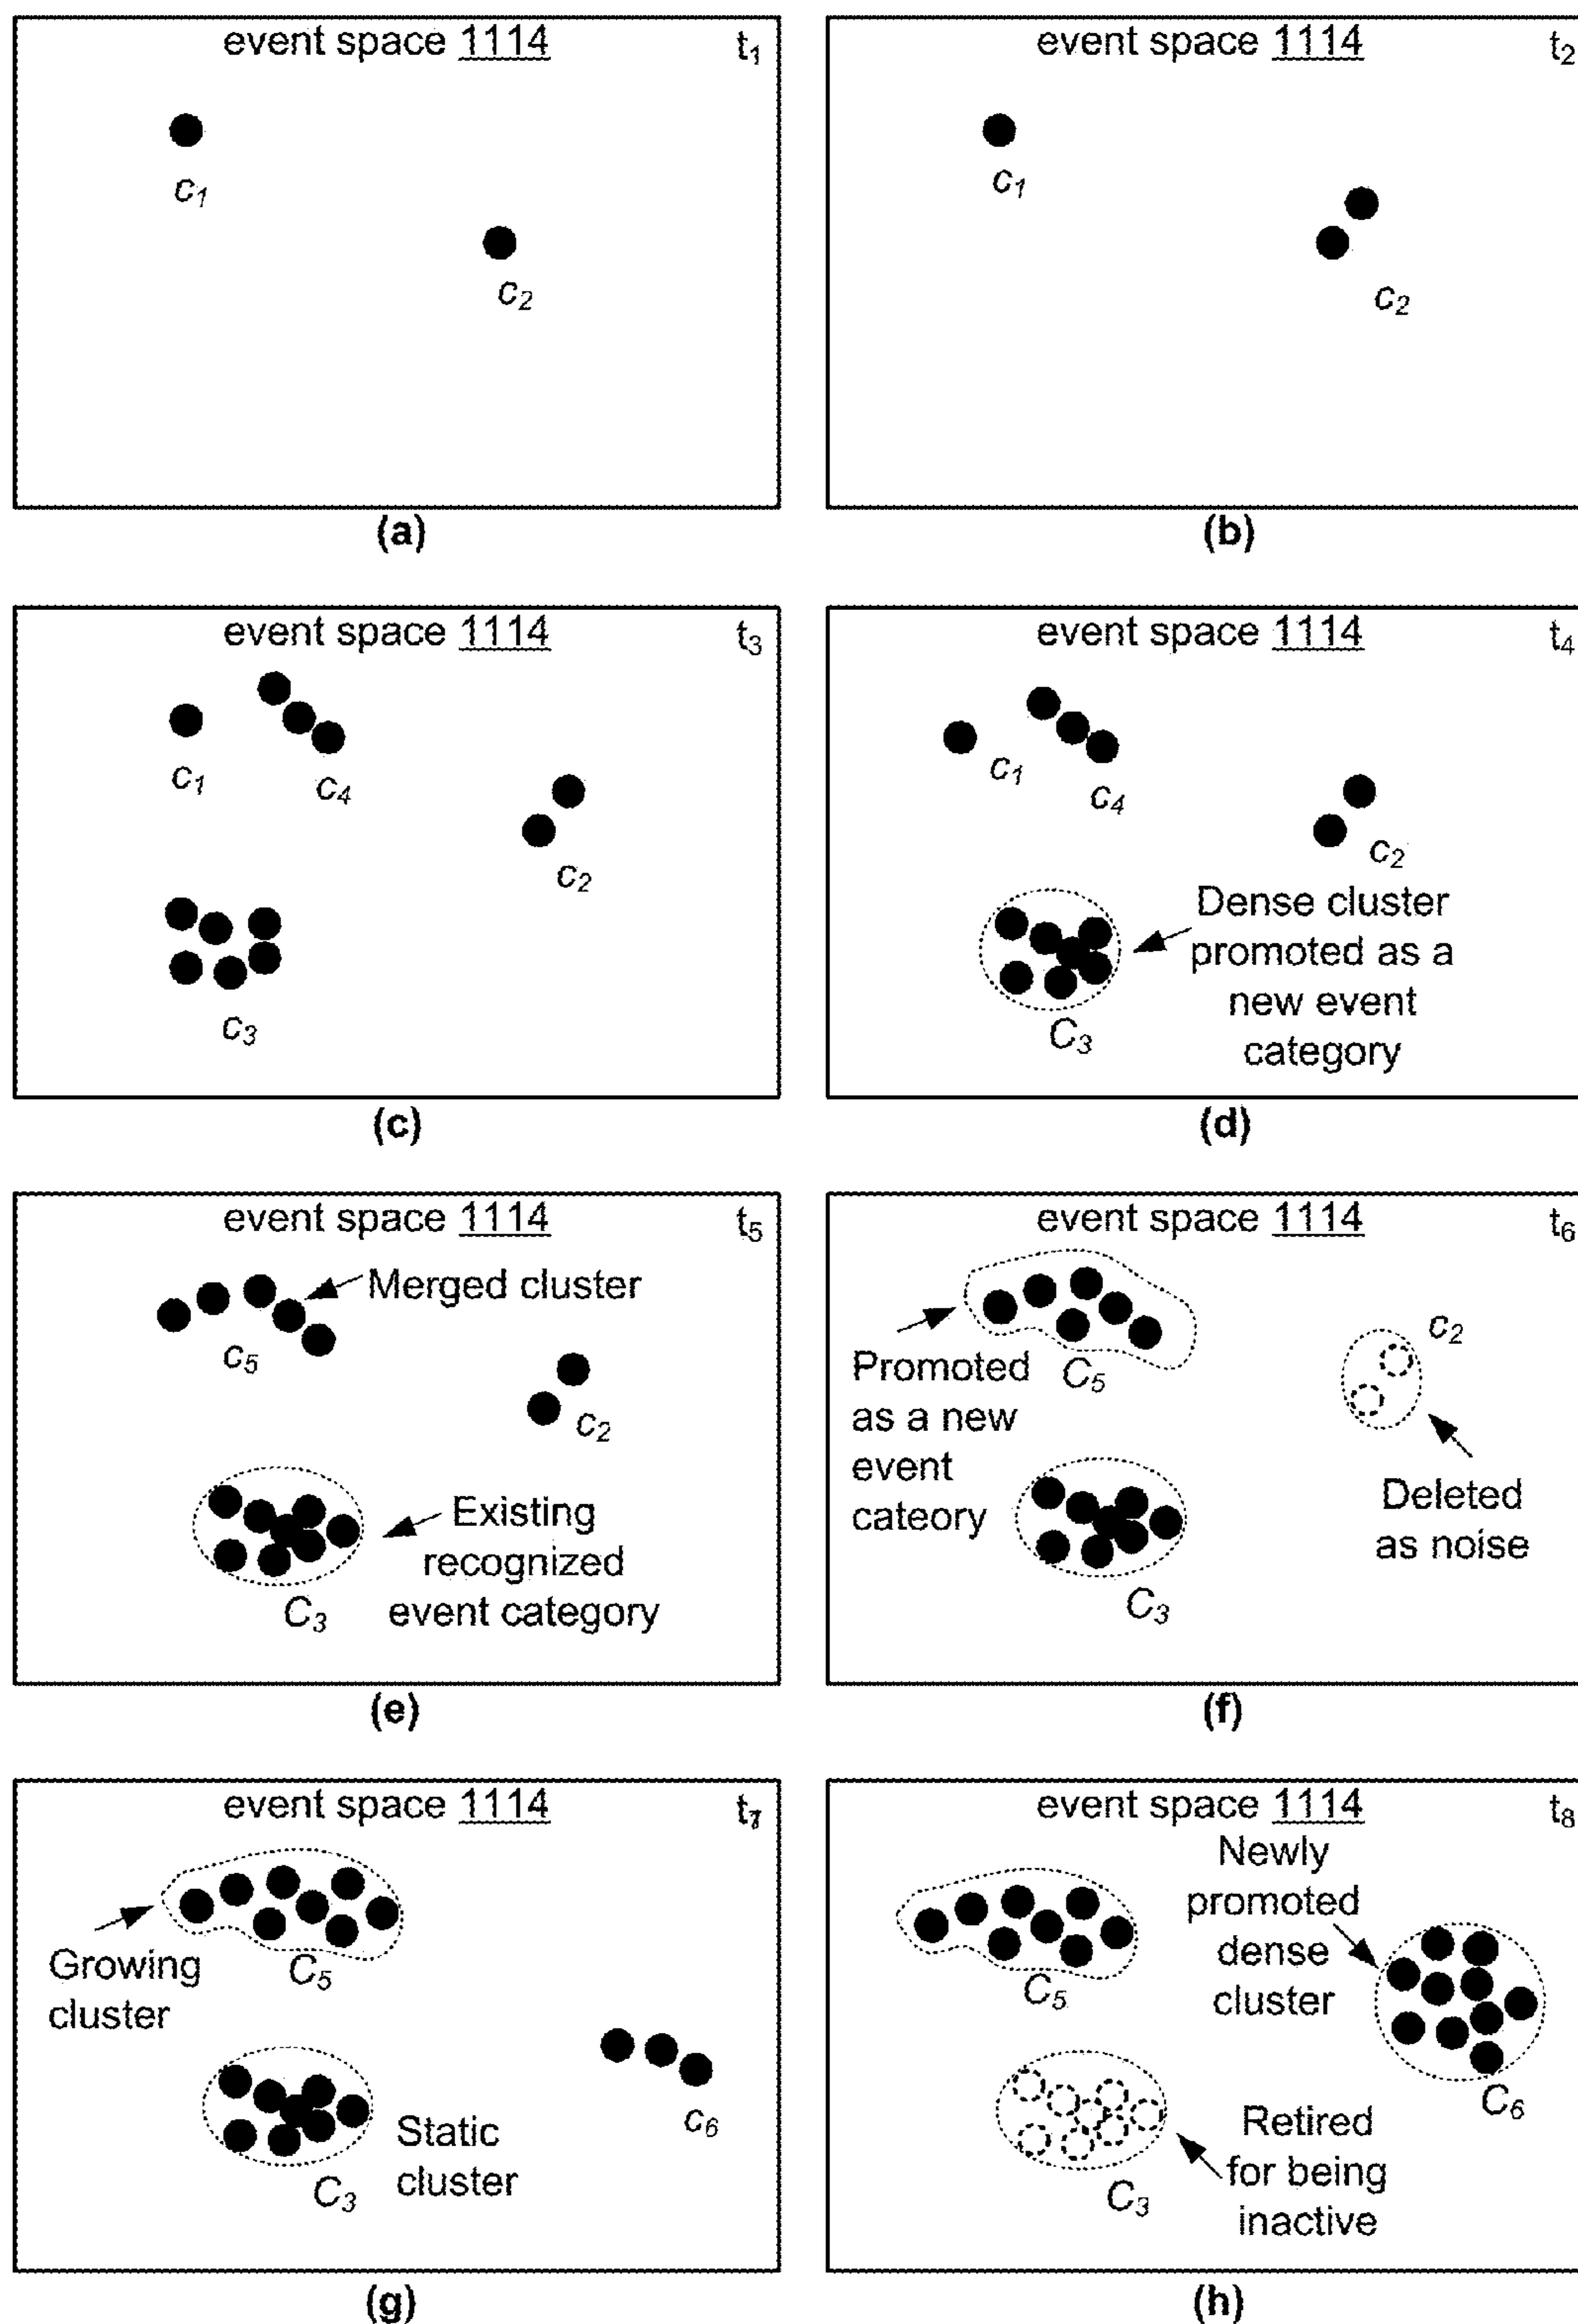 event space 1114 t1
c1
c2
(a)
event space 1114 t2
c1
c2
(b)
event space 1114 t3
c1
c4
c2
c3
(c)
event space 1114 t4
c1
c4
c2
Dense cluster
promoted as a
new event
category
C3
(d)
event space 1114 t5
Merged cluster
c5
c2
Existing
recognized
event category
C3
(e)
event space 1114 t6
c2
Promoted
as a new
event
cateory
C5
Deleted
as noise
C3
(f)
event space 1114 t7
Growing
cluster
C5
c6
Static
cluster
C3
(g)
event space 1114 t8
Newly
promoted
dense
cluster
C5
C6
Retired
for being
inactive
C3
(h)